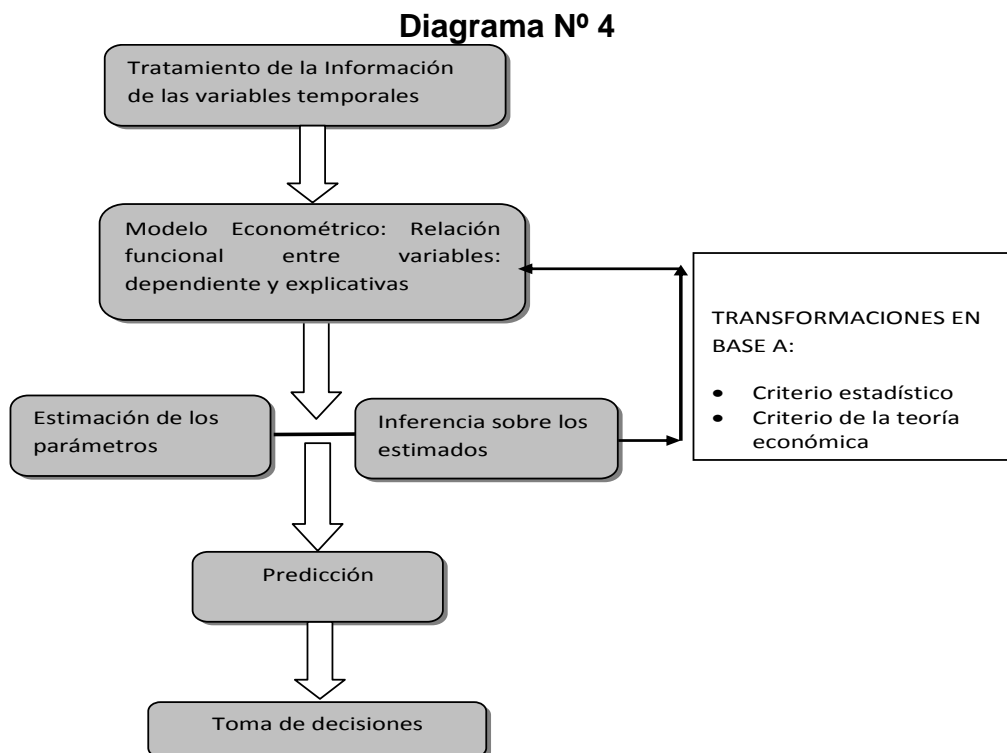 Diagrama Nº 4
Tratamiento de la Información
de las variables temporales
Modelo Econométrico: Relación
funcional entre variables:
dependiente y explicativas
TRANSFORMACIONES EN
BASE A:
• Criterio estadístico
• Criterio de la teoría
económica
Estimación de los
parámetros
Inferencia sobre los
estimados
Predicción
Toma de decisiones